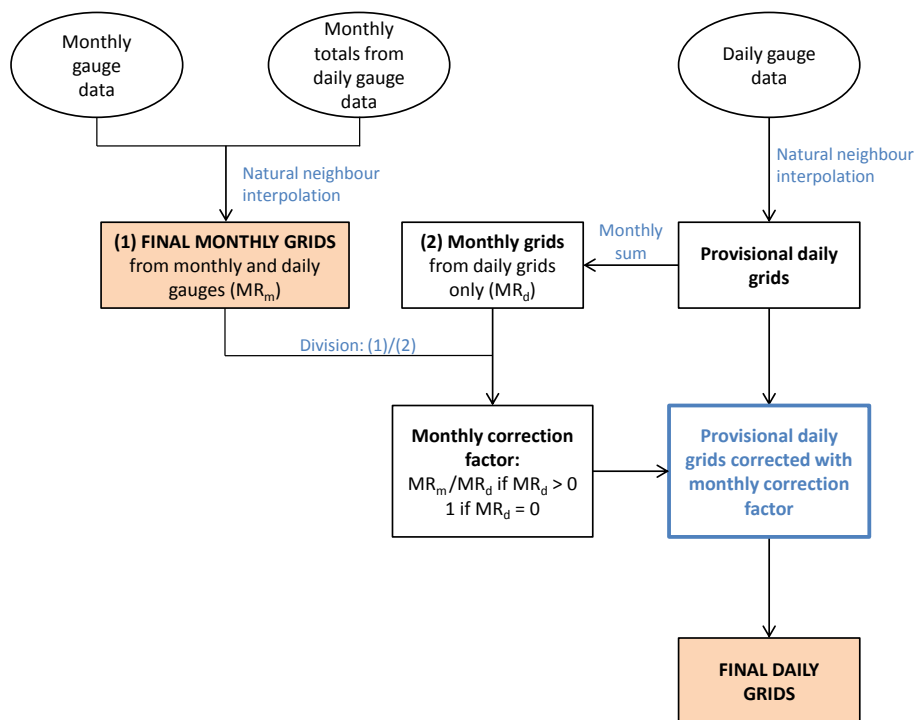 Monthly
gauge
data
Monthly
totals from
daily gauge
data
Daily gauge
data
Natural neighbour
interpolation
Natural neighbour
interpolation
(1) FINAL MONTHLY GRIDS
from monthly and daily
gauges (MRm)
(2) Monthly grids
from daily grids
only (MRd)
Monthly
sum
Provisional daily
grids
Division: (1)/(2)
Monthly correction
factor:
MRm/MRd if MRd > 0
1 if MRd = 0
Provisional daily
grids corrected with
monthly correction
factor
FINAL DAILY
GRIDS